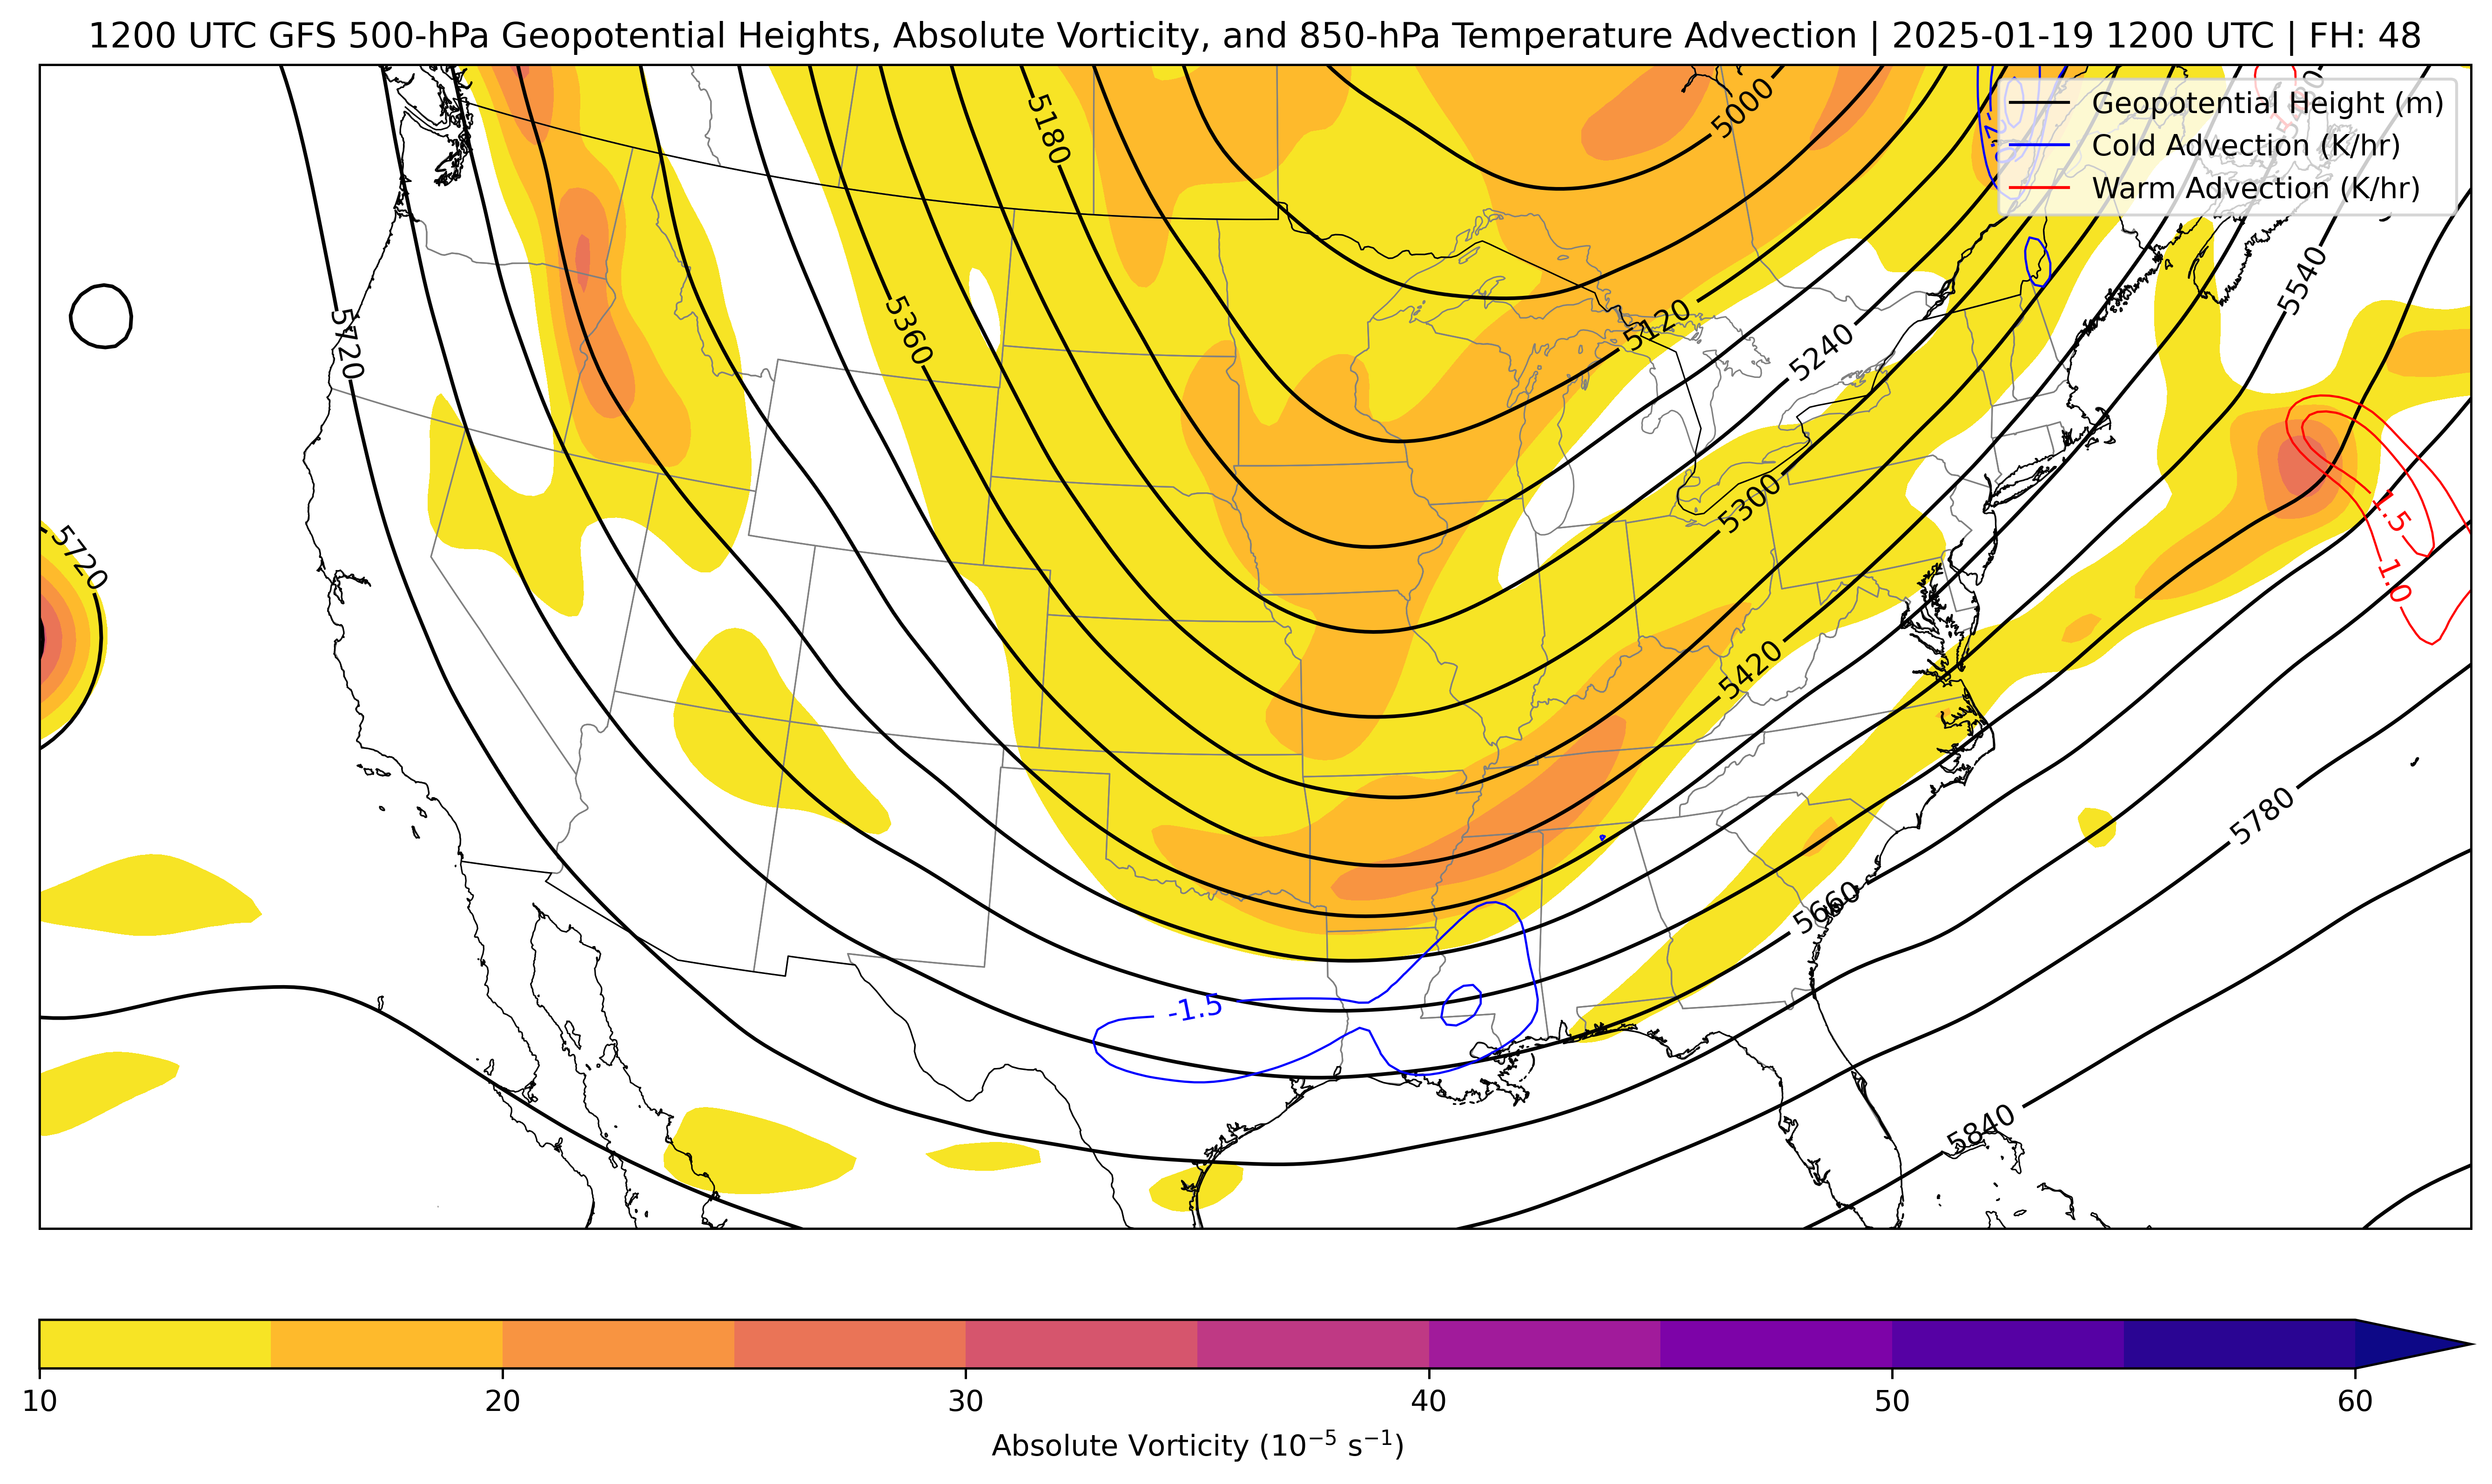 1200 UTC GFS 500-hPa Geopotential Heights, Absolute Vorticity, and 850-hPa Temperature Advection | 2025-01-19 1200 UTC | FH: 48
Geopotential Height (m)
Cold Advection (K/hr)
Warm Advection (K/hr)
5000
5180
5120
5240
5540
5720
5360
5300
1.5
1.0
5720
5420
5780
5660
-1.5
5840
10 20 30 40 50 60
Absolute Vorticity (10⁻⁵ s⁻¹)